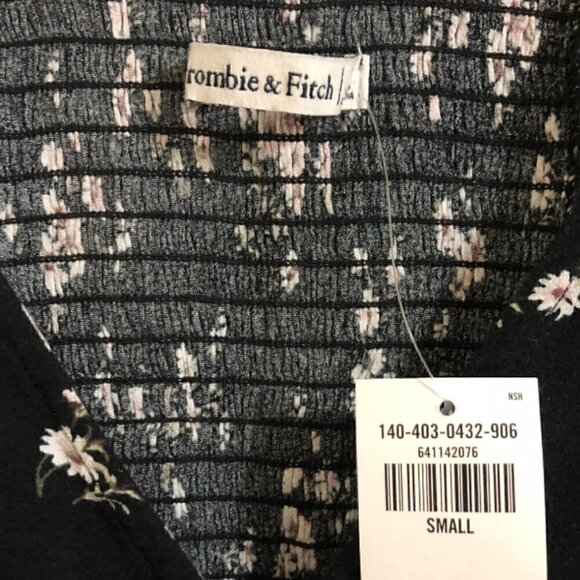 rombie & Fitch
NSH
140-403-0432-906
641142076
SMALL